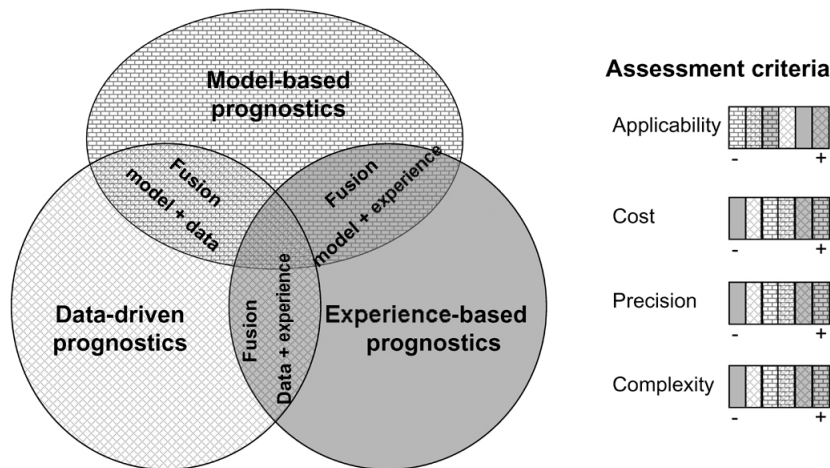 Model-based
prognostics
Fusion
model + data
Fusion
model + experience
Data-driven
prognostics
Fusion
Data + experience
Experience-based
prognostics
Assessment criteria
Applicability
- +
Cost
- +
Precision
- +
Complexity
- +